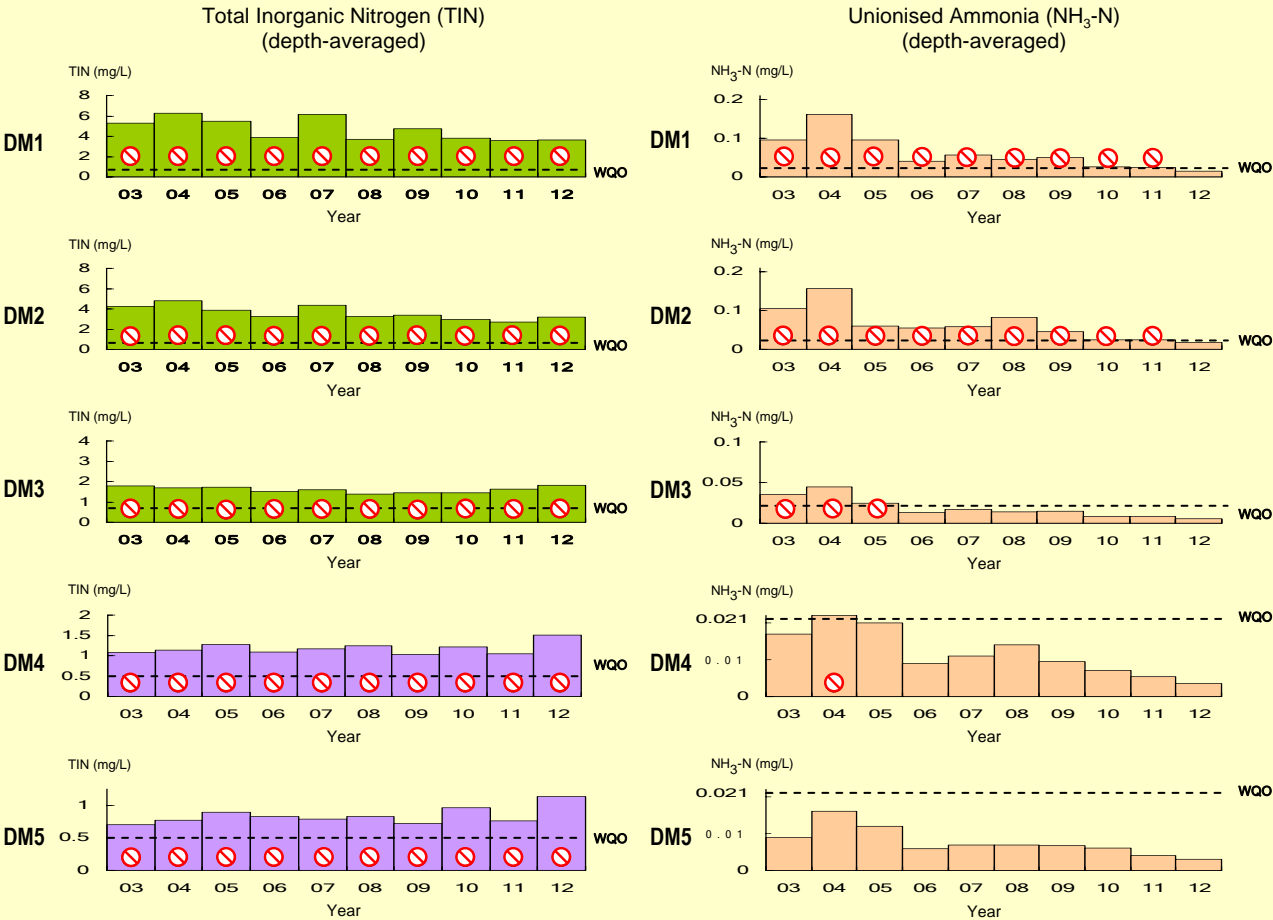 Total Inorganic Nitrogen (TIN)
(depth-averaged)
TIN (mg/L)
DM1
8
6
4
2
0
WQO
03 04 05 06 07 08 09 10 11 12
Year
TIN (mg/L)
DM2
8
6
4
2
0
WQO
03 04 05 06 07 08 09 10 11 12
Year
TIN (mg/L)
DM3
4
3
2
1
0
WQO
03 04 05 06 07 08 09 10 11 12
Year
TIN (mg/L)
DM4
2
1.5
1
0.5
0
WQO
03 04 05 06 07 08 09 10 11 12
Year
TIN (mg/L)
DM5
1
0.5
0
WQO
03 04 05 06 07 08 09 10 11 12
Year
Unionised Ammonia (NH3-N)
(depth-averaged)
NH3-N (mg/L)
DM1
0.2
0.1
0
WQO
03 04 05 06 07 08 09 10 11 12
Year
NH3-N (mg/L)
DM2
0.2
0.1
0
WQO
03 04 05 06 07 08 09 10 11 12
Year
NH3-N (mg/L)
DM3
0.1
0.05
0
WQO
03 04 05 06 07 08 09 10 11 12
Year
NH3-N (mg/L)
DM4
0.021
0.01
0
WQO
03 04 05 06 07 08 09 10 11 12
Year
NH3-N (mg/L)
DM5
0.021
0.01
0
WQO
03 04 05 06 07 08 09 10 11 12
Year